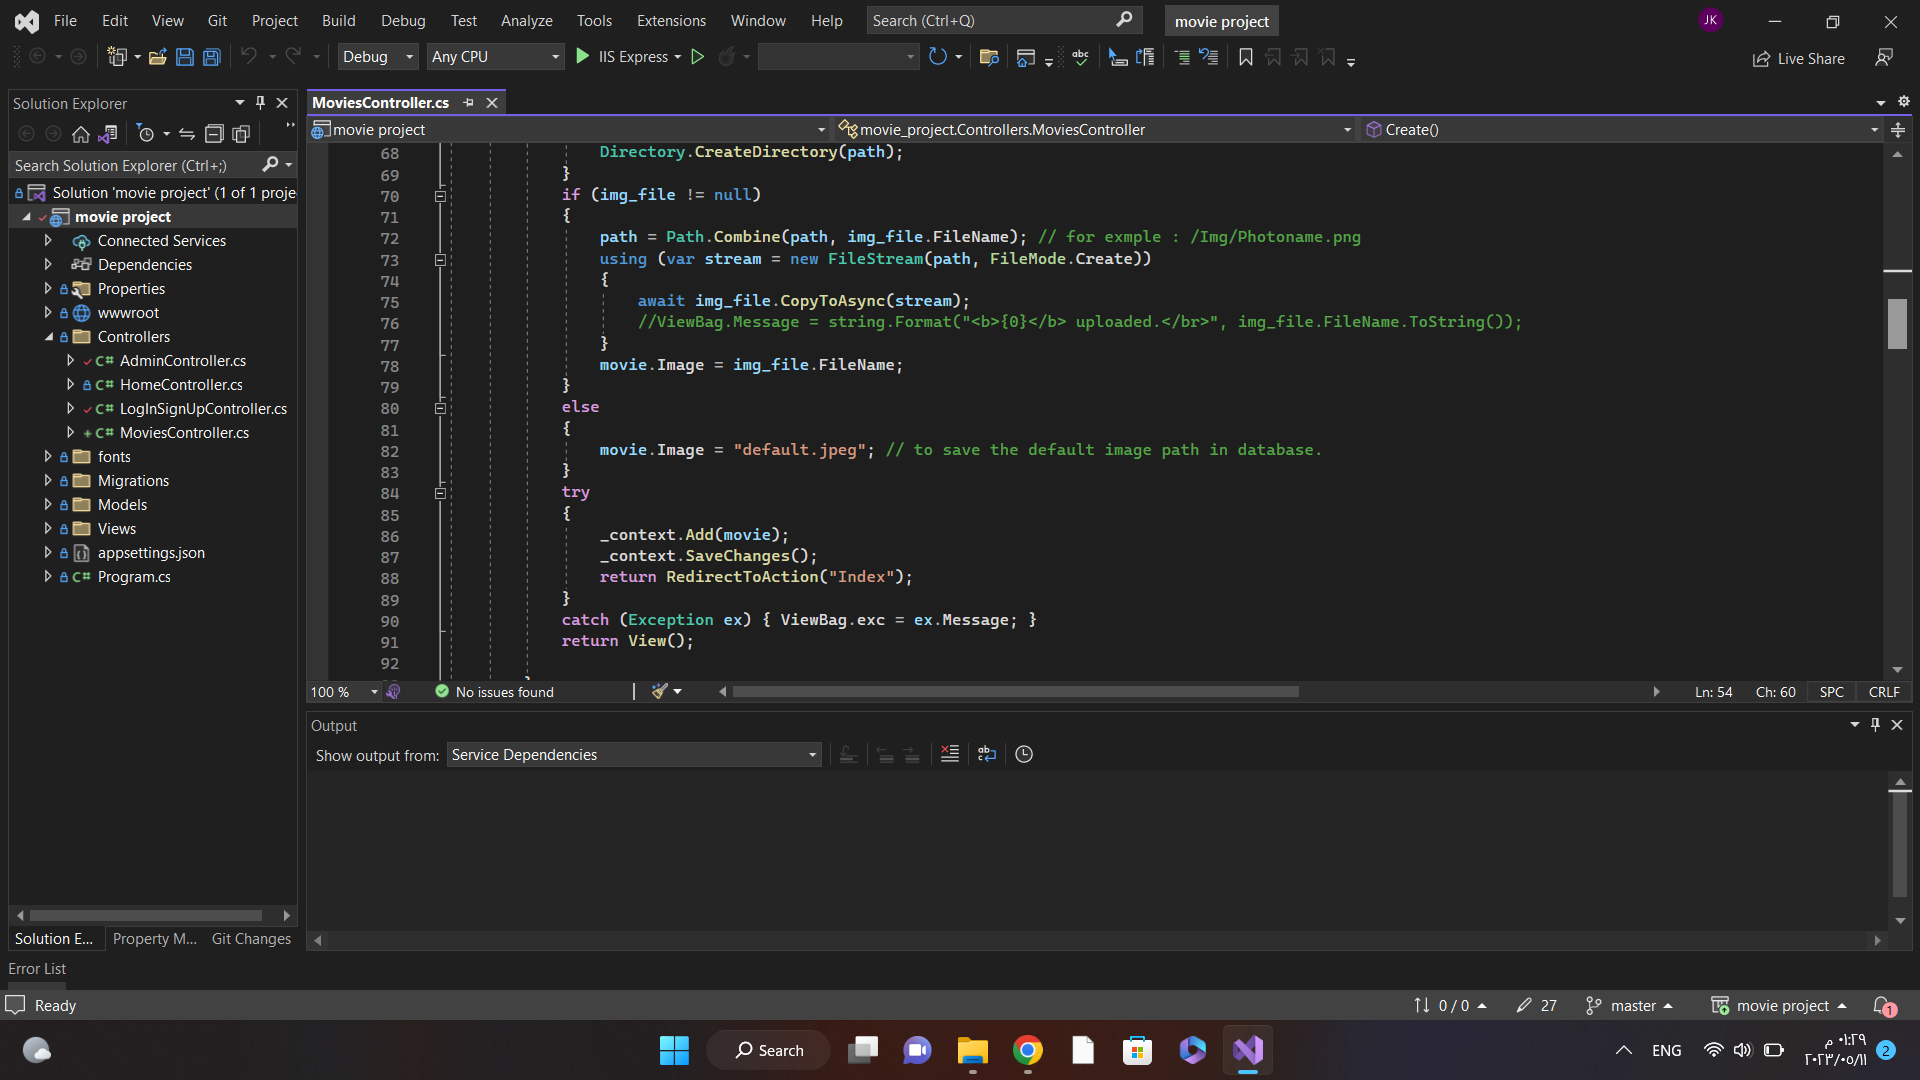 File Edit View Git Project Build Debug Test Analyze Tools Extensions Window Help Search (Ctrl+Q) movie project JK
Debug Any CPU IIS Express Live Share
Solution Explorer
Search Solution Explorer (Ctrl+;)
Solution 'movie project' (1 of 1 proje
movie project
Connected Services
Dependencies
Properties
wwwroot
Controllers
C# AdminController.cs
C# HomeController.cs
C# LogInSignUpController.cs
C# MoviesController.cs
fonts
Migrations
Models
Views
appsettings.json
C# Program.cs
Solution E... Property M... Git Changes
MoviesController.cs
movie project movie_project.Controllers.MoviesController Create()
68 Directory.CreateDirectory(path);
69 }
70 if (img_file != null)
71 {
72 path = Path.Combine(path, img_file.FileName); // for exmple : /Img/Photoname.png
73 using (var stream = new FileStream(path, FileMode.Create))
74 {
75 await img_file.CopyToAsync(stream);
76 //ViewBag.Message = string.Format("<b>{0}</b> uploaded.</br>", img_file.FileName.ToString());
77 }
78 movie.Image = img_file.FileName;
79 }
80 else
81 {
82 movie.Image = "default.jpeg"; // to save the default image path in database.
83 }
84 try
85 {
86 _context.Add(movie);
87 _context.SaveChanges();
88 return RedirectToAction("Index");
89 }
90 catch (Exception ex) { ViewBag.exc = ex.Message; }
91 return View();
92
100 % No issues found Ln: 54 Ch: 60 SPC CRLF
Output
Show output from: Service Dependencies
Error List
Ready 0 / 0 27 master movie project 1
Search ENG ٠١:٢٩ م
٢٠٢٣/٠٥/١١ 2